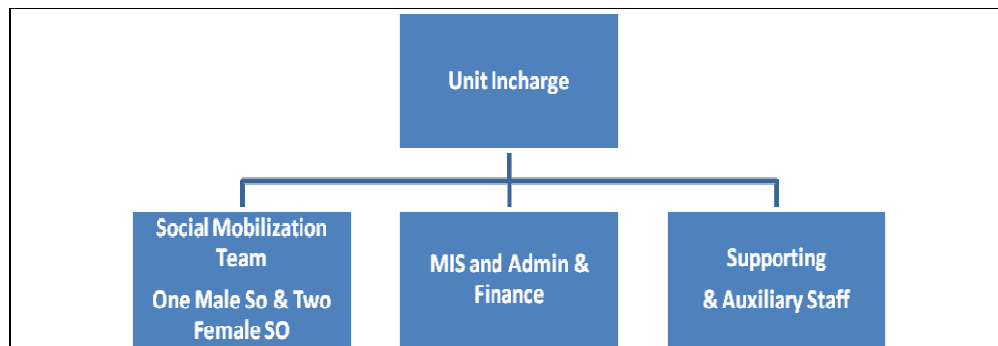 Unit Incharge
Social Mobilization
Team
One Male So & Two
Female SO
MIS and Admin &
Finance
Supporting
& Auxiliary Staff